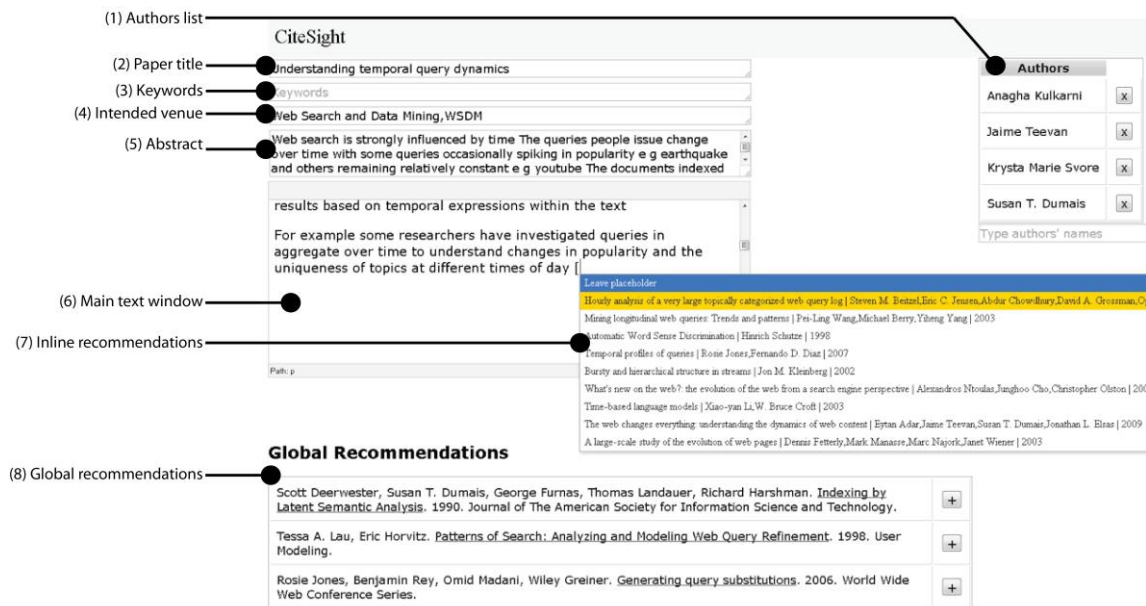 (1) Authors list
CiteSight
(2) Paper title
Understanding temporal query dynamics
(3) Keywords
Keywords
(4) Intended venue
Web Search and Data Mining,WSDM
(5) Abstract
Web search is strongly influenced by time The queries people issue change
over time with some queries occasionally spiking in popularity e g earthquake
and others remaining relatively constant e g youtube The documents indexed
Authors
Anagha Kulkarni x
Jaime Teevan x
Krysta Marie Svore x
Susan T. Dumais x
Type authors' names
results based on temporal expressions within the text
For example some researchers have investigated queries in
aggregate over time to understand changes in popularity and the
uniqueness of topics at different times of day [
(6) Main text window
(7) Inline recommendations
Leave placeholder
Hourly analysis of a very large topically categorized web query log | Steven M. Beitzel,Eric C. Jensen,Abdur Chowdhury,David A. Grossman,O
Mining longitudinal web queries: Trends and patterns | Pei-Ling Wang,Michael Berry,Yiheng Yang | 2003
Automatic Word Sense Discrimination | Hinrich Schutze | 1998
Temporal profiles of queries | Rosie Jones,Fernando D. Diaz | 2007
Bursty and hierarchical structure in streams | Jon M. Kleinberg | 2002
What's new on the web?: the evolution of the web from a search engine perspective | Alexandros Ntoulas,Junghoo Cho,Christopher Olston | 200
Time-based language models | Xiao-yan Li,W. Bruce Croft | 2003
The web changes everything: understanding the dynamics of web content | Eytan Adar,Jaime Teevan,Susan T. Dumais,Jonathan L. Elsas | 2009
A large-scale study of the evolution of web pages | Dennis Fetterly,Mark Manasse,Marc Najork,Janet Wiener | 2003
Path: p
Global Recommendations
(8) Global recommendations
Scott Deerwester, Susan T. Dumais, George Furnas, Thomas Landauer, Richard Harshman. Indexing by
Latent Semantic Analysis. 1990. Journal of The American Society for Information Science and Technology.
+
Tessa A. Lau, Eric Horvitz. Patterns of Search: Analyzing and Modeling Web Query Refinement. 1998. User
Modeling.
+
Rosie Jones, Benjamin Rey, Omid Madani, Wiley Greiner. Generating query substitutions. 2006. World Wide
Web Conference Series.
+